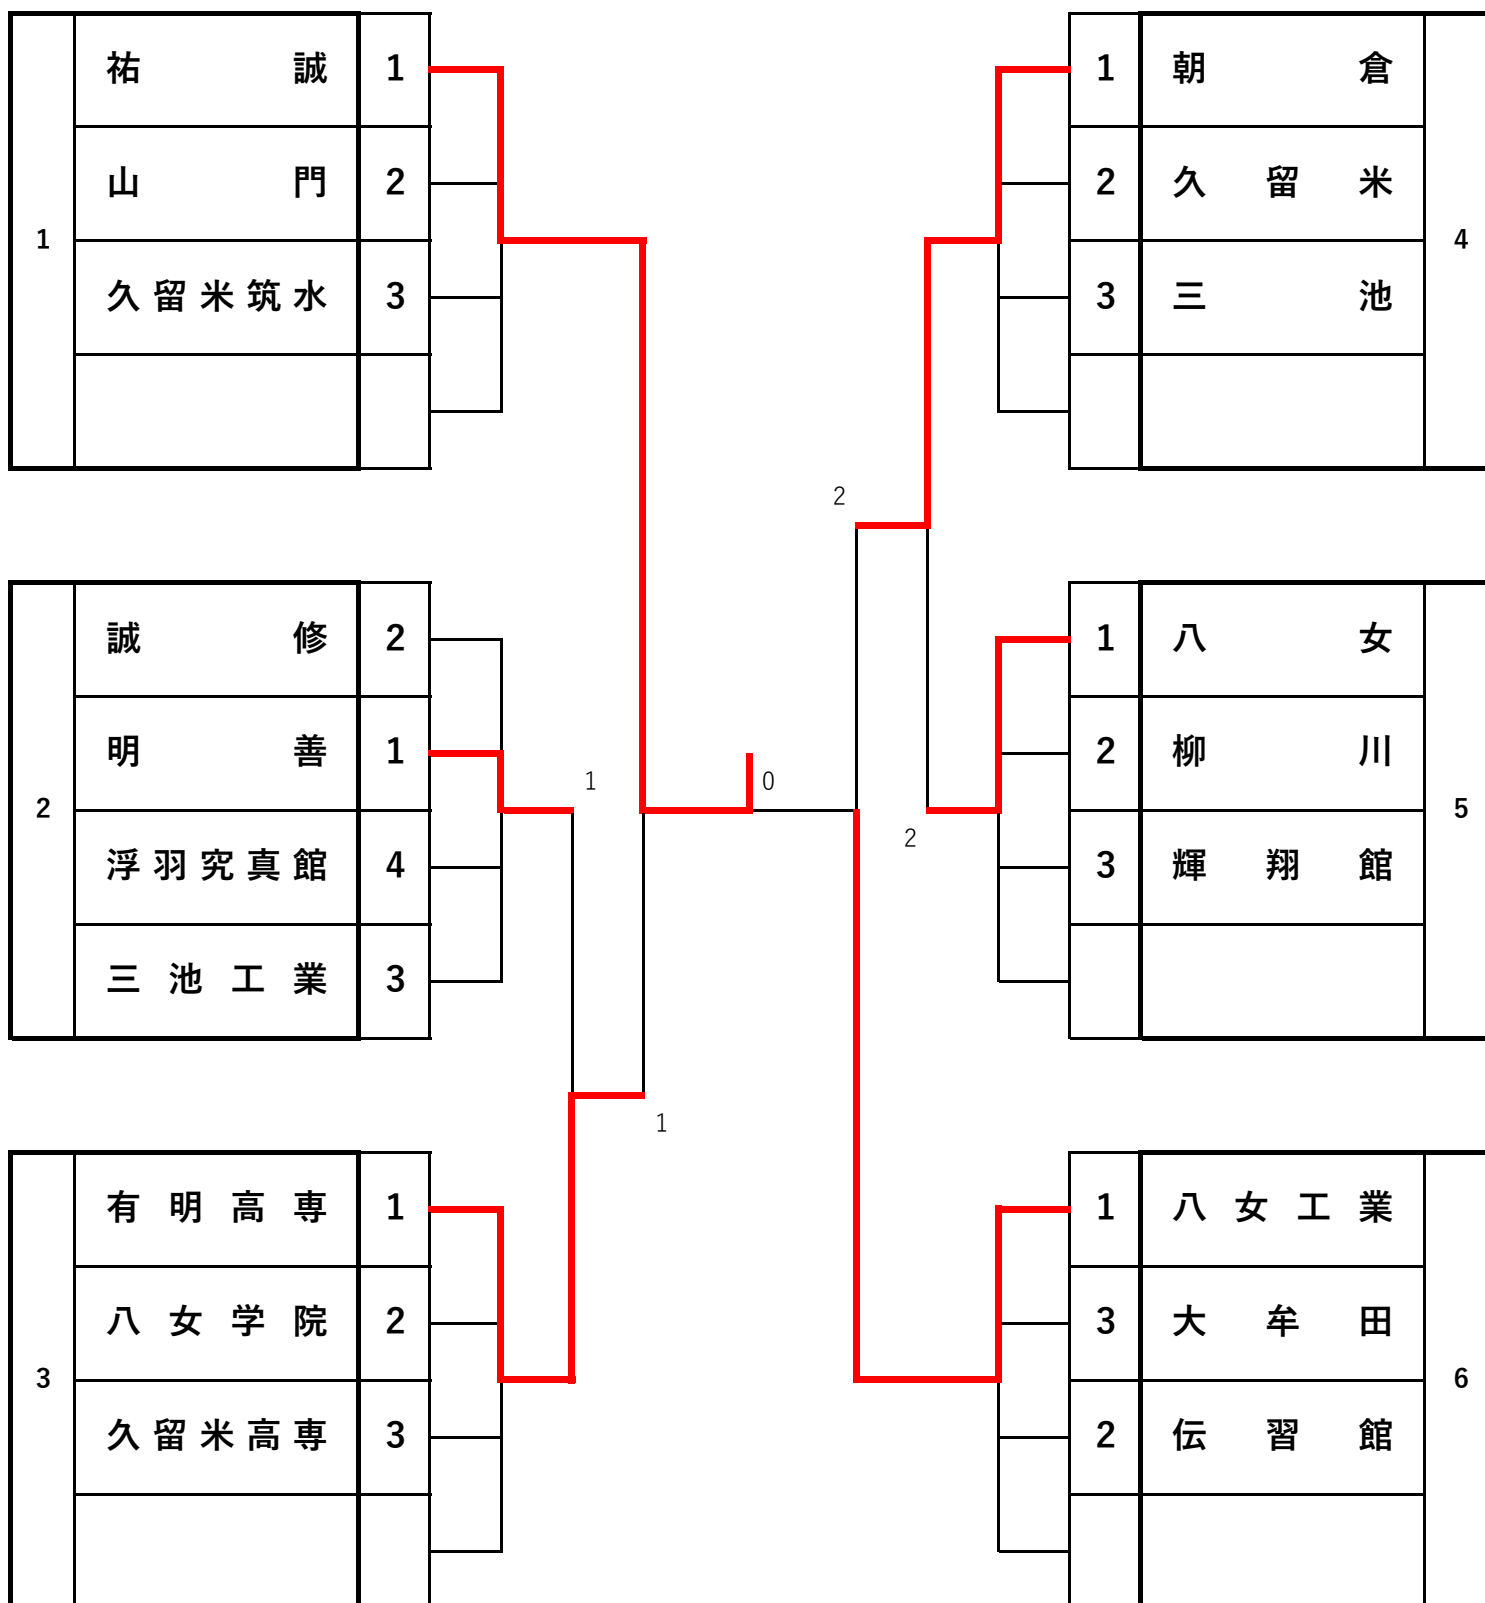 1
祐誠 1
山門 2
久留米筑水 3
2
誠修 2
明善 1
浮羽究真館 4
三池工業 3
3
有明高専 1
八女学院 2
久留米高専 3
1
1
0
2
2
1 朝倉
2 久留米
3 三池
4
1 八女
2 柳川
3 輝翔館
5
1 八女工業
3 大牟田
2 伝習館
6